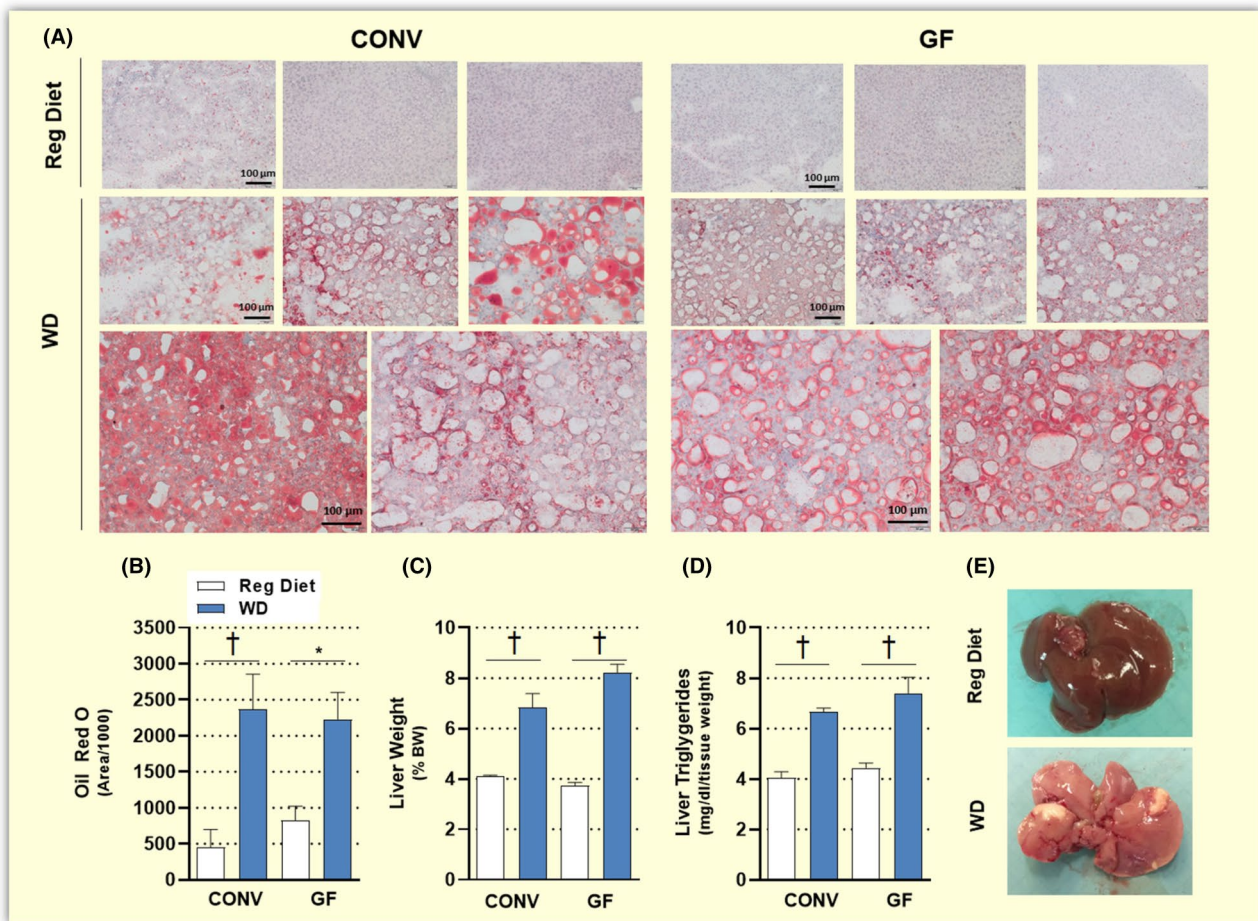 (A)
CONV
GF
Reg Diet
100 μm
100 μm
WD
100 μm
100 μm
100 μm
100 μm
(B)
(C)
(D)
(E)
Reg Diet
WD
3500
3000
2500
2000
1500
1000
500
0
Oil Red O
(Area/1000)
†
*
CONV
GF
10
8
6
4
2
0
Liver Weight
(% BW)
†
†
CONV
GF
10
8
6
4
2
0
Liver Triglygerides
(mg/dl/tissue weight)
†
†
CONV
GF
Reg Diet
WD